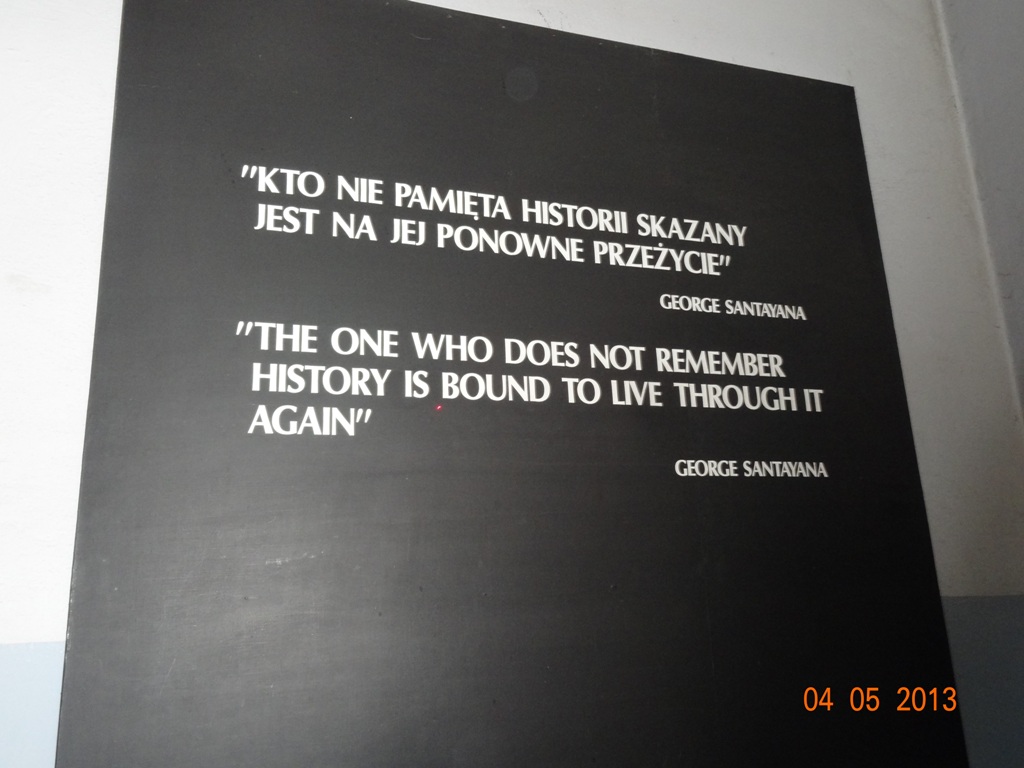 "KTO NIE PAMIĘTA HISTORII SKAZANY
JEST NA JEJ PONOWNE PRZEŻYCIE"
GEORGE SANTAYANA
"THE ONE WHO DOES NOT REMEMBER
HISTORY IS BOUND TO LIVE THROUGH IT
AGAIN"
GEORGE SANTAYANA
04 05 2013